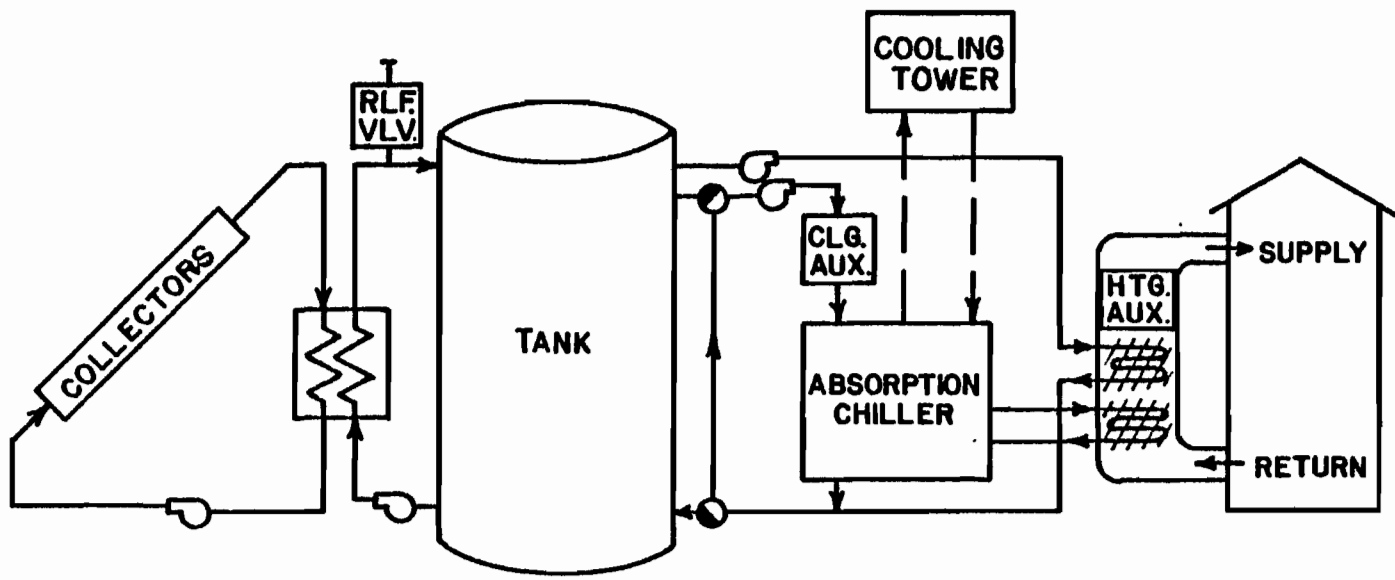 COOLING
TOWER
RLF.
VLV.
COLLECTORS
TANK
CLG.
AUX.
ABSORPTION
CHILLER
SUPPLY
HTG.
AUX.
RETURN